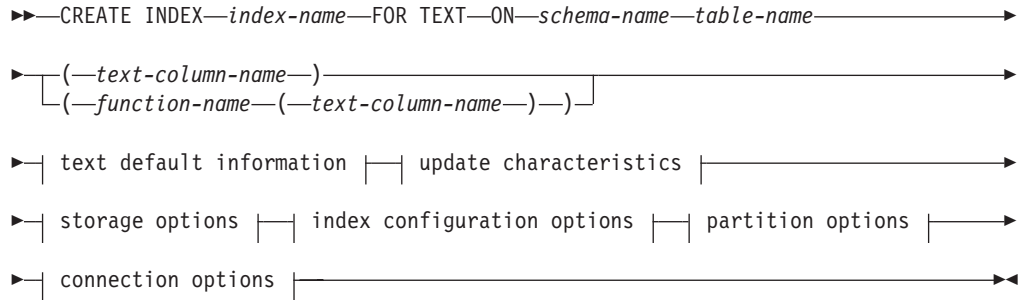 CREATE INDEX index-name FOR TEXT ON schema-name table-name
( text-column-name )
( function-name ( text-column-name ) )
text default information update characteristics
storage options index configuration options partition options
connection options